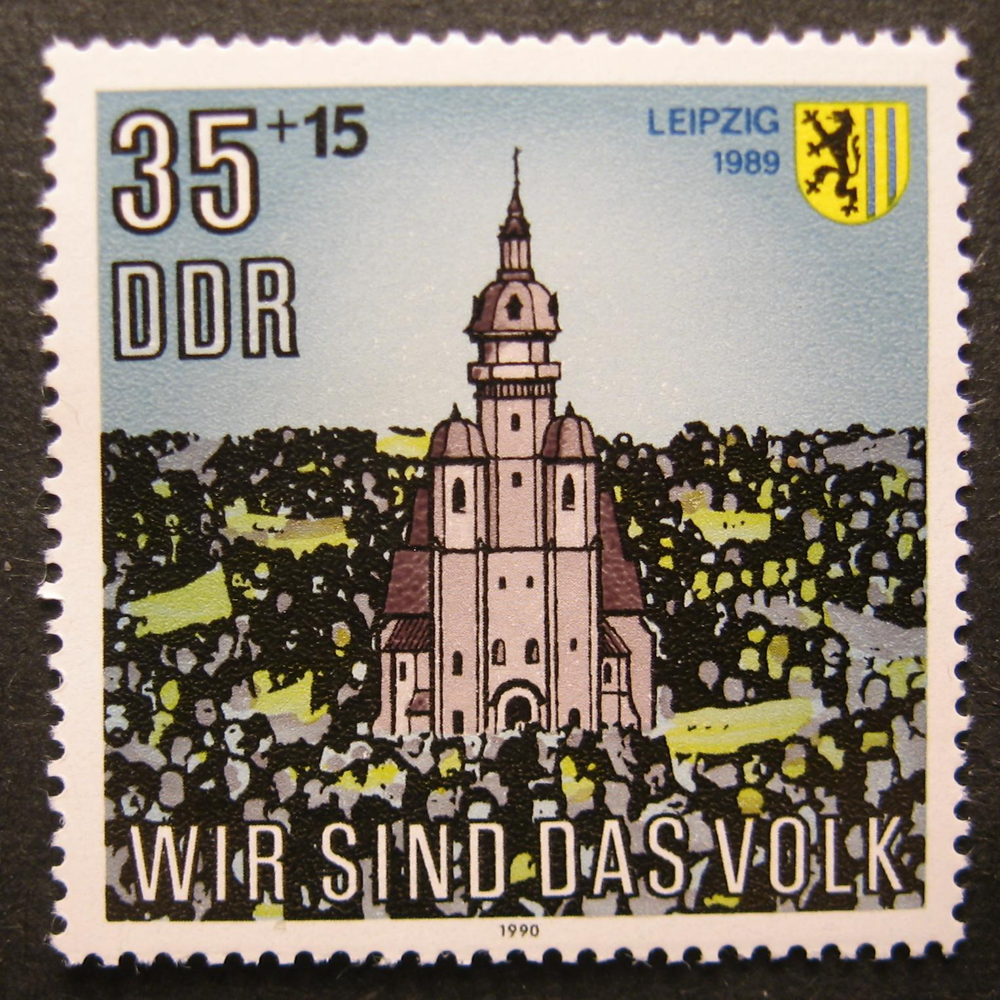 35+15
DDR
LEIPZIG
1989
WIR SIND DAS VOLK
1990